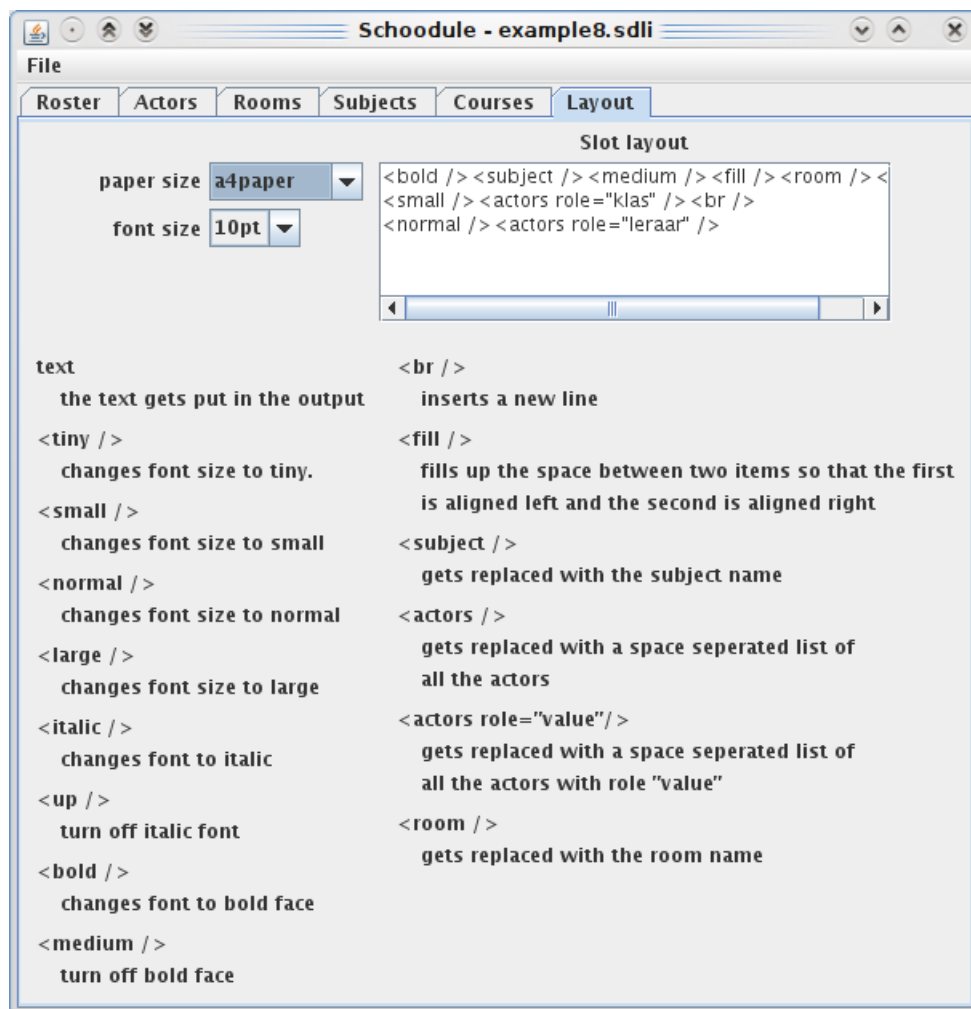 Schoodule - example8.sdli
File
Roster Actors Rooms Subjects Courses Layout
Slot layout
paper size a4paper
font size 10pt
<bold /> <subject /> <medium /> <fill /> <room /> <
<small /> <actors role="klas" /> <br />
<normal /> <actors role="leraar" />
text
the text gets put in the output
<tiny />
changes font size to tiny.
<small />
changes font size to small
<normal />
changes font size to normal
<large />
changes font size to large
<italic />
changes font to italic
<up />
turn off italic font
<bold />
changes font to bold face
<medium />
turn off bold face
<br />
inserts a new line
<fill />
fills up the space between two items so that the first
is aligned left and the second is aligned right
<subject />
gets replaced with the subject name
<actors />
gets replaced with a space seperated list of
all the actors
<actors role="value"/>
gets replaced with a space seperated list of
all the actors with role "value"
<room />
gets replaced with the room name